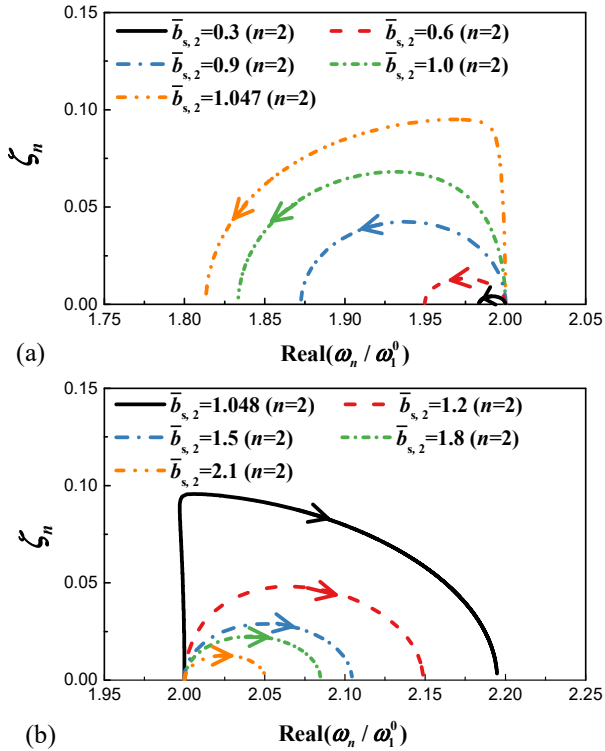 b̅s, 2=0.3 (n=2) b̅s, 2=0.6 (n=2)
b̅s, 2=0.9 (n=2) b̅s, 2=1.0 (n=2)
b̅s, 2=1.047 (n=2)
0.15
0.10
0.05
0.00
ζn
1.75 1.80 1.85 1.90 1.95 2.00 2.05
(a) Real(ωn / ω1^0)
b̅s, 2=1.048 (n=2) b̅s, 2=1.2 (n=2)
b̅s, 2=1.5 (n=2) b̅s, 2=1.8 (n=2)
b̅s, 2=2.1 (n=2)
0.15
0.10
0.05
0.00
ζn
1.95 2.00 2.05 2.10 2.15 2.20 2.25
(b) Real(ωn / ω1^0)